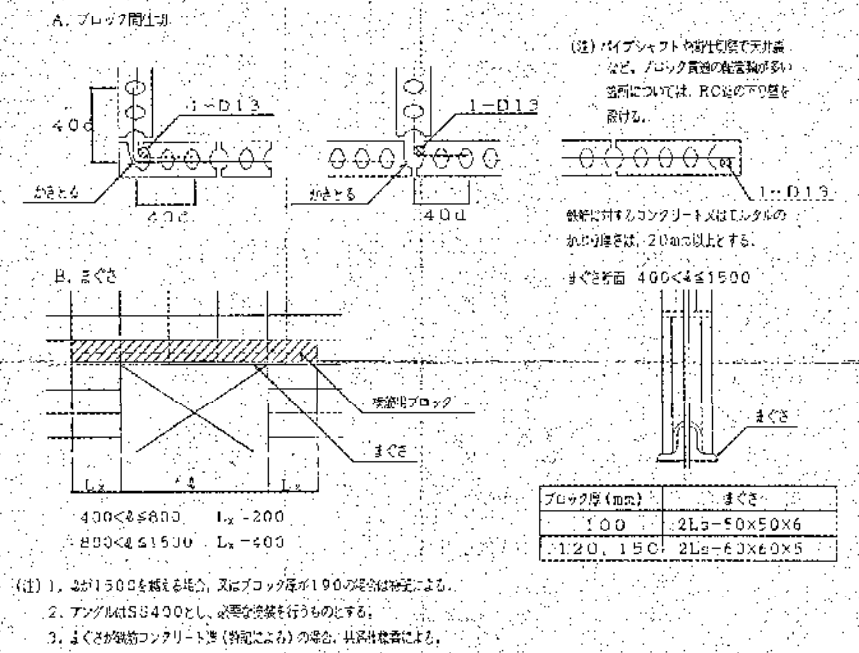 A. ブロック間仕切
(注) パイプシャフトや間仕切壁で天井裏
など、ブロック貫通の配管類が多い
箇所については、RC造の下り壁を
設ける。
1-D13
1-D13
40d
かきとる
40d
かきとる
40d
1-D13
鉄筋に対するコンクリート又はモルタルの
かぶり厚さは、20mm以上とする。
B. まぐさ
まぐさ断面 400<ℓ≦1500
横筋用ブロック
まぐさ
まぐさ
Lx ℓ Lx
400<ℓ≦800 Lx=200
800<ℓ≦1500 Lx=400
ブロック厚(mm) まぐさ
100 2Ls-50×50×6
120, 150 2Ls-60×60×5
(注) 1. ℓが1500を越える場合、又はブロック厚が190の場合は特記による。
2. アングルはSS400とし、必要な塗装を行うものとする。
3. まぐさが鉄筋コンクリート造(特記による)の場合、共通仕様書による。